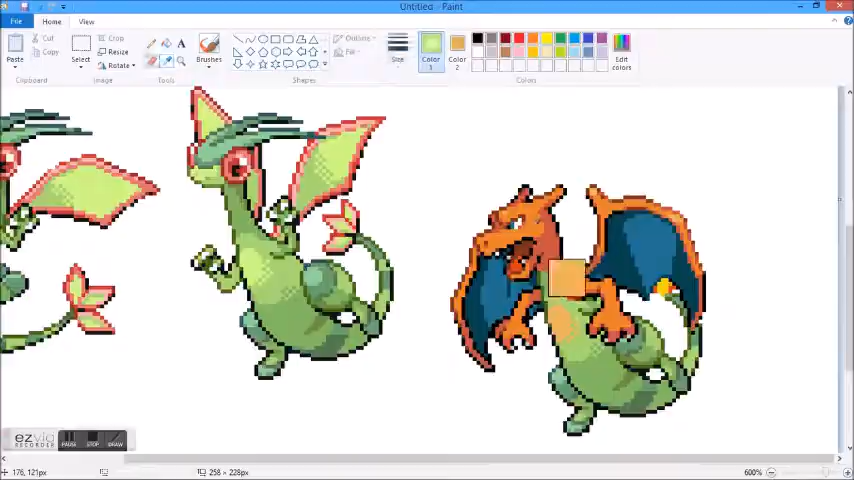 Untitled - Paint
File Home View
Paste
Cut
Copy
Clipboard
Select
Crop
Resize
Rotate
Image
A
Tools
Brushes
Shapes
Outline
Fill
Size
Color 1
Color 2
Edit colors
Colors
ezvid
RECORDER
PAUSE
STOP
DRAW
176, 121px
258 × 228px
600%